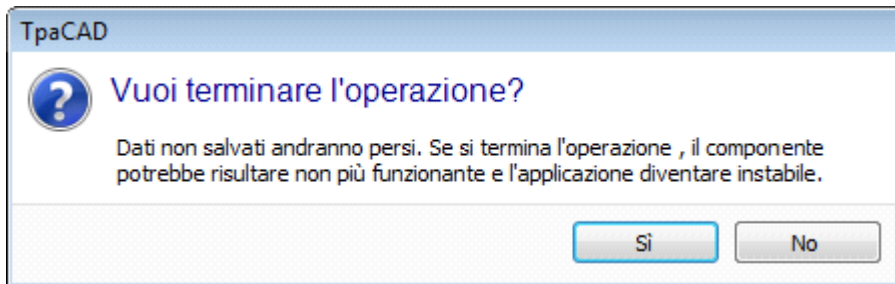 TpaCAD
Vuoi terminare l'operazione?
Dati non salvati andranno persi. Se si termina l'operazione , il componente
potrebbe risultare non più funzionante e l'applicazione diventare instabile.
Sì
No